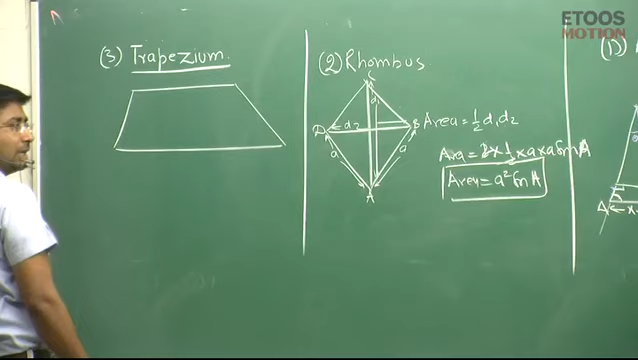 (3) Trapezium
(2) Rhombus
C
d₁
D
d₂
B
a
a
A
Area = ½ d₁ d₂
Area = 2 × ½ × a × a sin A
Area = a² sin A
(1)
A ← x
ETOOS
MOTION